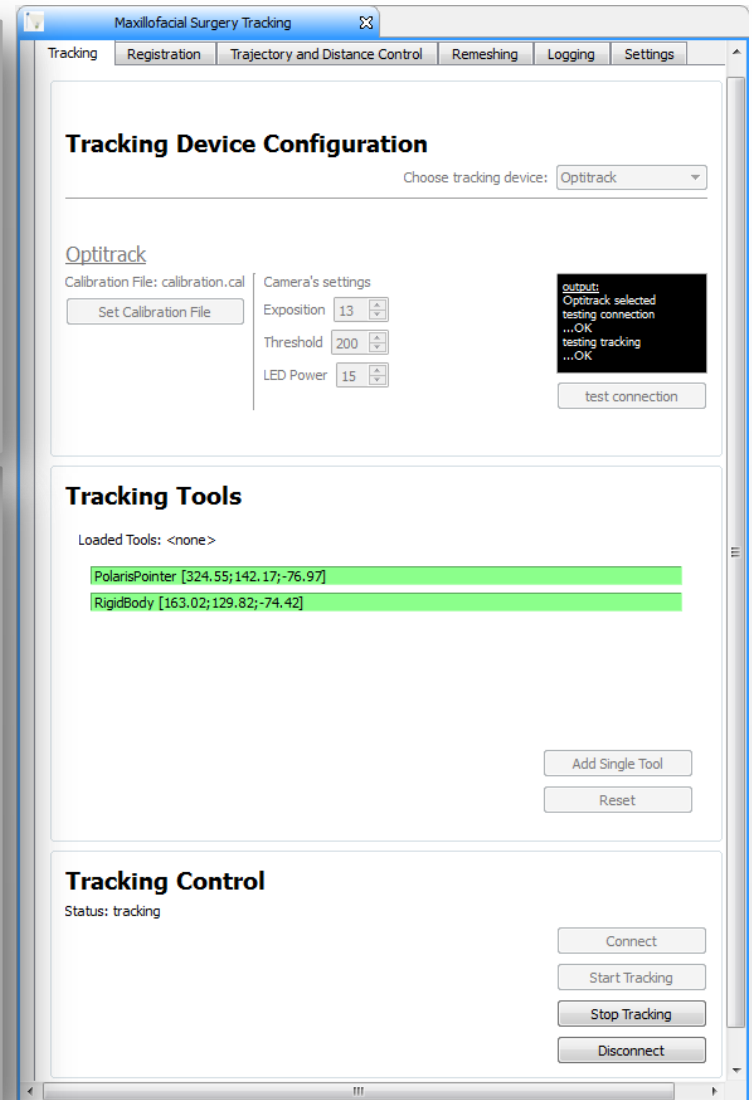 Maxillofacial Surgery Tracking
Tracking Registration Trajectory and Distance Control Remeshing Logging Settings
Tracking Device Configuration
Choose tracking device: Optitrack
Optitrack
Calibration File: calibration.cal
Set Calibration File
Camera's settings
Exposition 13
Threshold 200
LED Power 15
output:
Optitrack selected
testing connection
...OK
testing tracking
...OK
test connection
Tracking Tools
Loaded Tools: <none>
PolarisPointer [324.55;142.17;-76.97]
RigidBody [163.02;129.82;-74.42]
Add Single Tool
Reset
Tracking Control
Status: tracking
Connect
Start Tracking
Stop Tracking
Disconnect